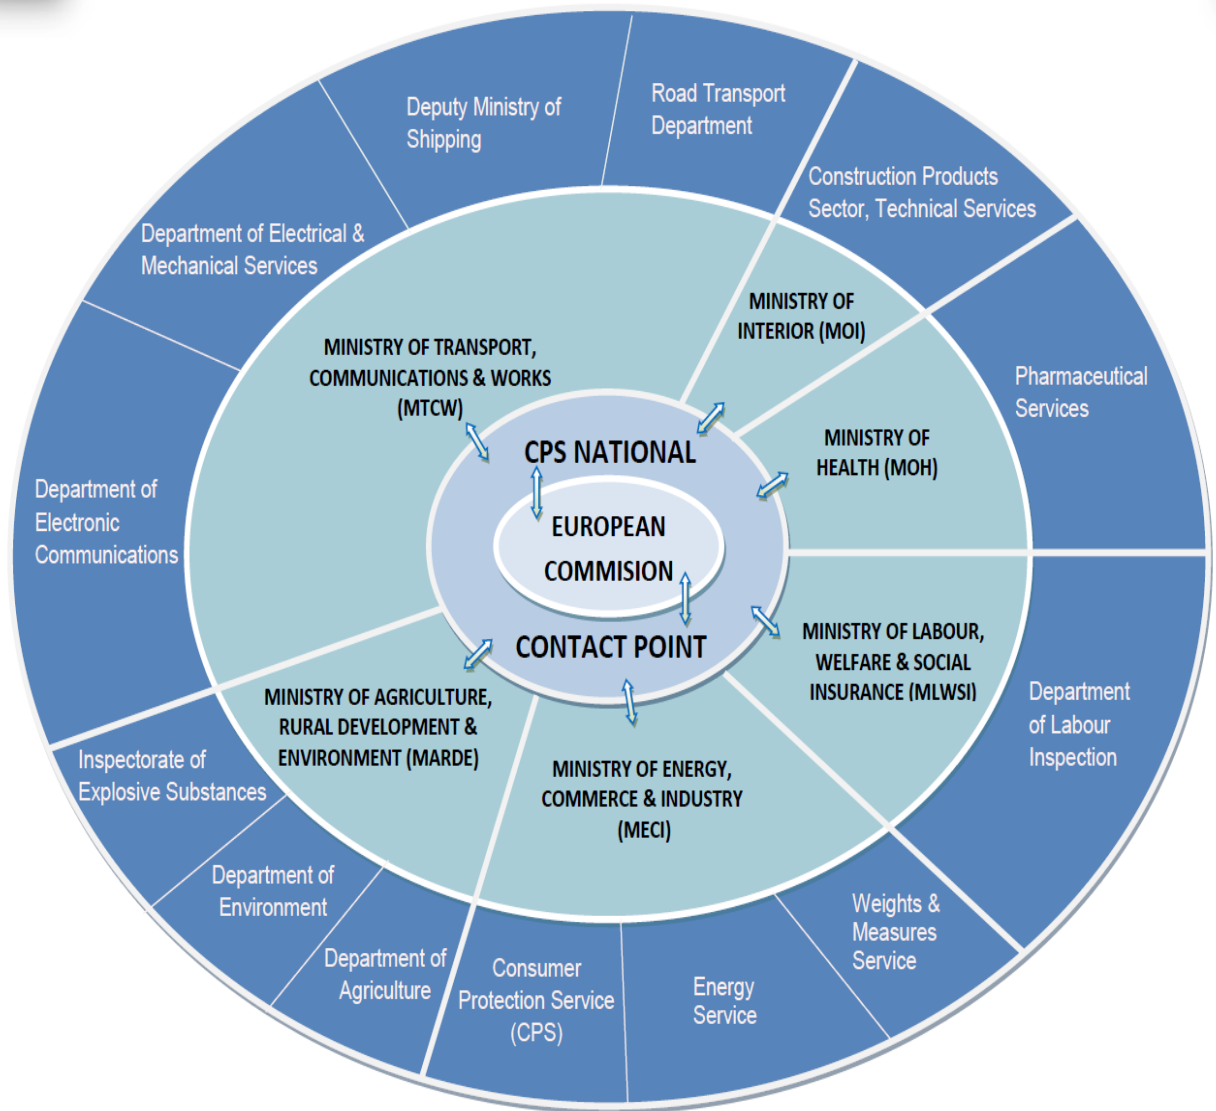 Deputy Ministry of
Shipping
Road Transport
Department
Construction Products
Sector, Technical Services
Department of Electrical &
Mechanical Services
MINISTRY OF
INTERIOR (MOI)
MINISTRY OF TRANSPORT,
COMMUNICATIONS & WORKS
(MTCW)
Pharmaceutical
Services
MINISTRY OF
HEALTH (MOH)
CPS NATIONAL
EUROPEAN
COMMISION
CONTACT POINT
Department of
Electronic
Communications
MINISTRY OF LABOUR,
WELFARE & SOCIAL
INSURANCE (MLWSI)
Department
of Labour
Inspection
MINISTRY OF AGRICULTURE,
RURAL DEVELOPMENT &
ENVIRONMENT (MARDE)
MINISTRY OF ENERGY,
COMMERCE & INDUSTRY
(MECI)
Inspectorate of
Explosive Substances
Department of
Environment
Department of
Agriculture
Consumer
Protection Service
(CPS)
Energy
Service
Weights &
Measures
Service